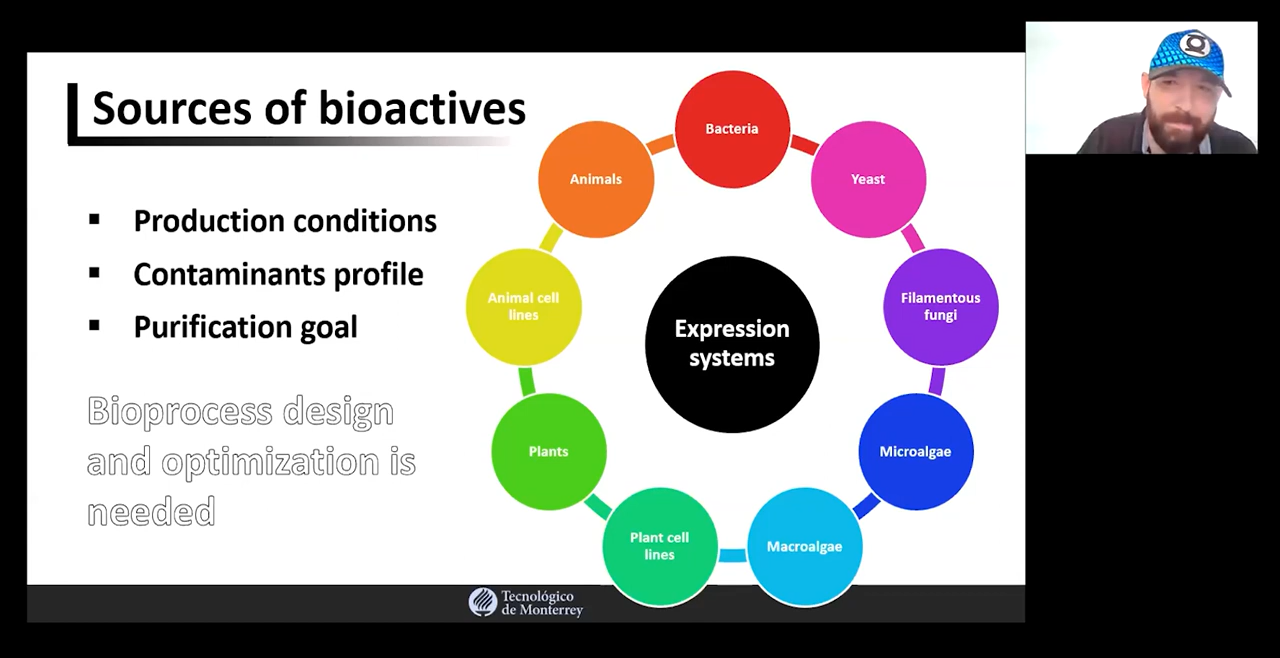 Sources of bioactives
Production conditions
Contaminants profile
Purification goal
Bioprocess design
and optimization is
needed
Expression
systems
Bacteria
Yeast
Filamentous
fungi
Microalgae
Macroalgae
Plant cell
lines
Plants
Animal cell
lines
Animals
Tecnológico
de Monterrey